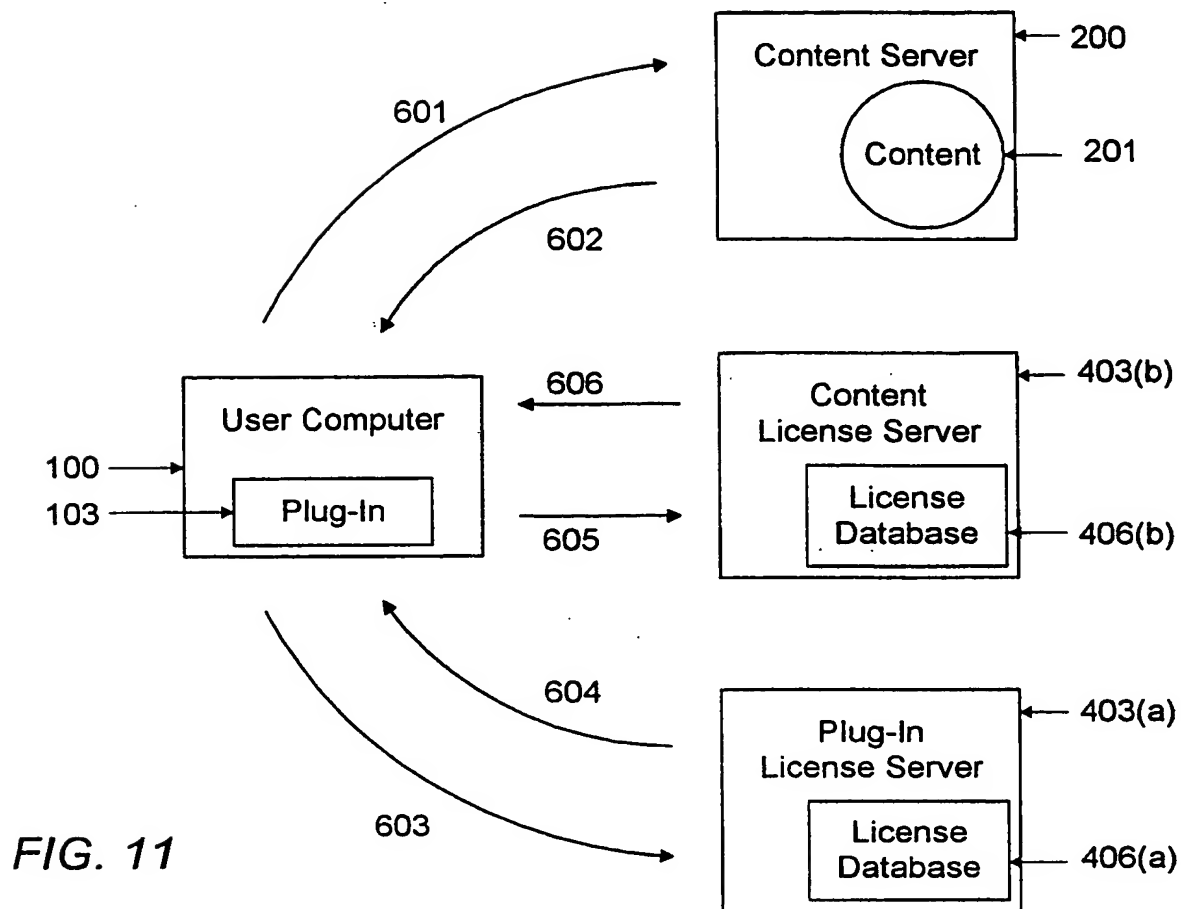 Content Server
200
Content
201
601
602
User Computer
100
Plug-In
103
606
605
Content
License Server
403(b)
License
Database
406(b)
604
603
Plug-In
License Server
403(a)
License
Database
406(a)
FIG. 11